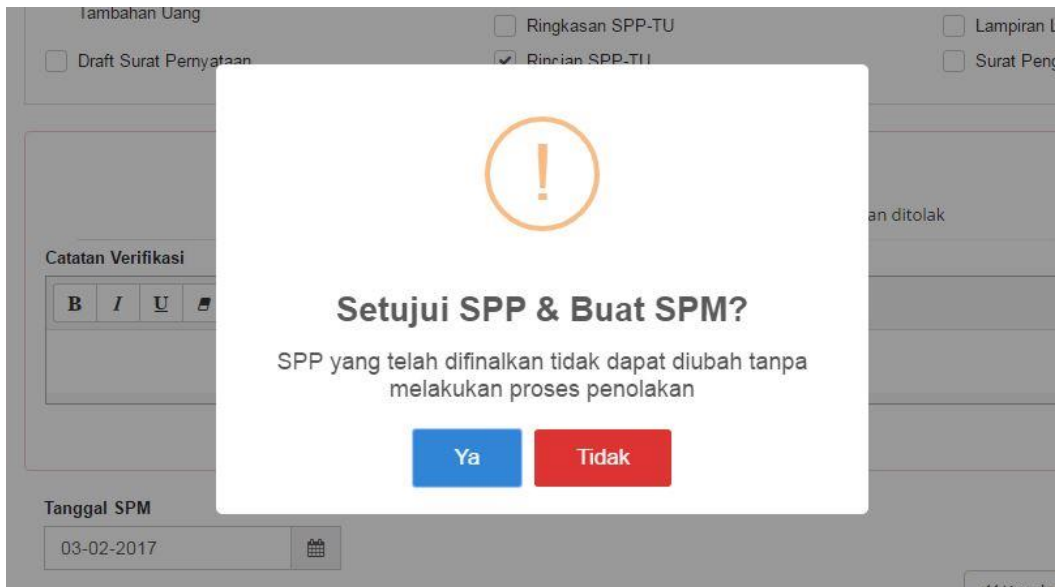 Tambahan Uang
Ringkasan SPP-TU
Lampiran
Draft Surat Pernyataan
Rincian SPP-TU
Surat
!
an ditolak
Catatan Verifikasi
B I U
Setujui SPP & Buat SPM?
SPP yang telah difinalkan tidak dapat diubah tanpa
melakukan proses penolakan
Ya
Tidak
Tanggal SPM
03-02-2017